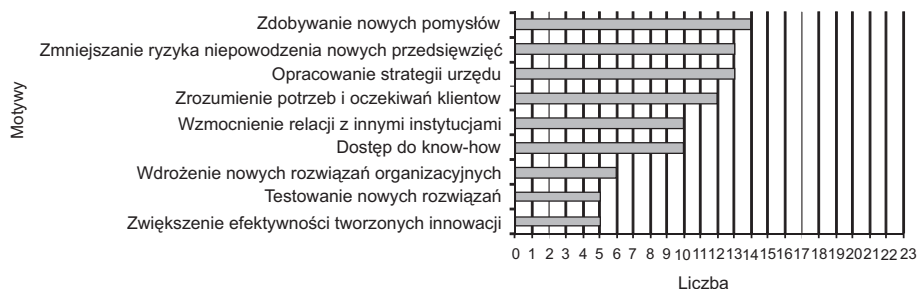 Motywy
Zdobywanie nowych pomysłów
Zmniejszanie ryzyka niepowodzenia nowych przedsięwzięć
Opracowanie strategii urzędu
Zrozumienie potrzeb i oczekiwań klientow
Wzmocnienie relacji z innymi instytucjami
Dostęp do know-how
Wdrożenie nowych rozwiązań organizacyjnych
Testowanie nowych rozwiązań
Zwiększenie efektywności tworzonych innowacji
0 1 2 3 4 5 6 7 8 9 10 11 12 13 14 15 16 17 18 19 20 21 22 23
Liczba